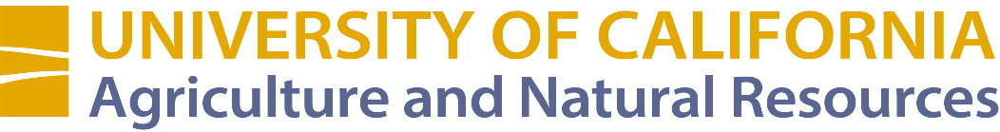 UNIVERSITY OF CALIFORNIA
Agriculture and Natural Resources